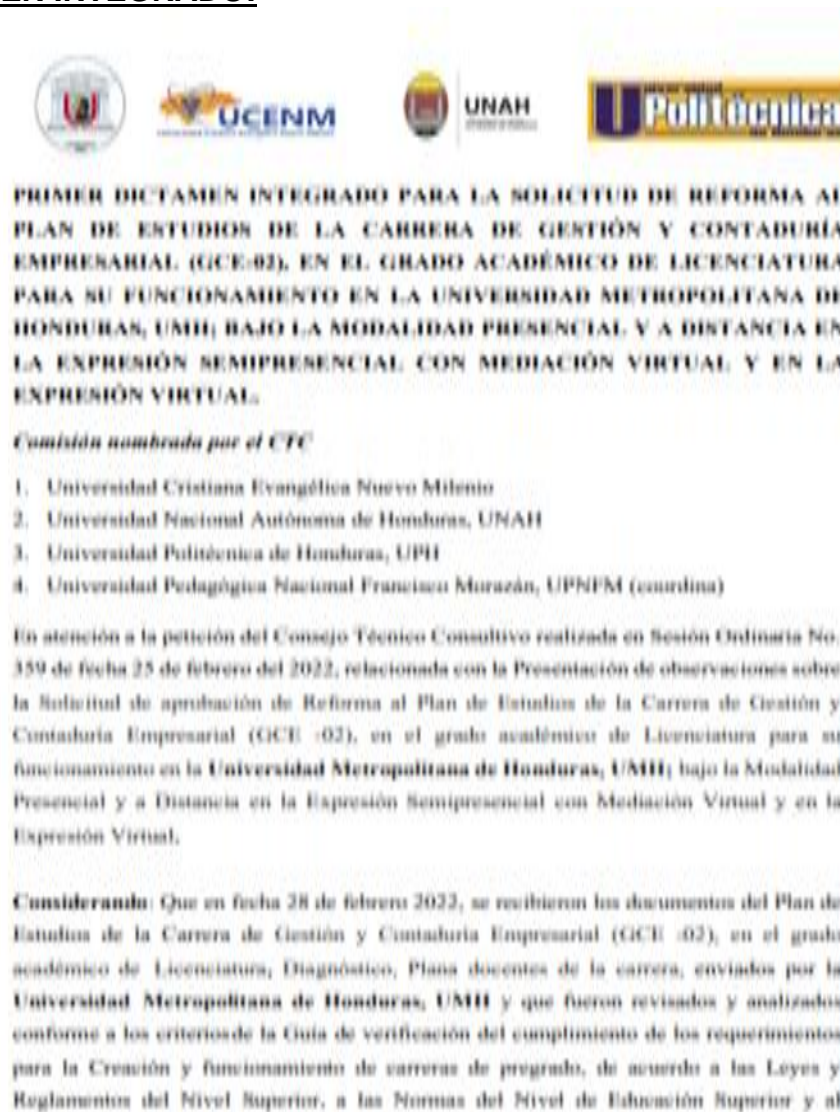 EN INTEGRADO:
UCENM
UNAH
U Politécnica
PRIMER DICTAMEN INTEGRADO PARA LA SOLICITUD DE REFORMA AL
PLAN DE ESTUDIOS DE LA CARRERA DE GESTIÓN Y CONTADURÍA
EMPRESARIAL (GCE-02), EN EL GRADO ACADÉMICO DE LICENCIATURA
PARA SU FUNCIONAMIENTO EN LA UNIVERSIDAD METROPOLITANA DE
HONDURAS, UMH; BAJO LA MODALIDAD PRESENCIAL Y A DISTANCIA EN
LA EXPRESIÓN SEMIPRESENCIAL CON MEDIACIÓN VIRTUAL Y EN LA
EXPRESIÓN VIRTUAL.
Comisión nombrada por el CTC
1. Universidad Cristiana Evangélica Nuevo Milenio
2. Universidad Nacional Autónoma de Honduras, UNAH
3. Universidad Politécnica de Honduras, UPH
4. Universidad Pedagógica Nacional Francisco Morazán, UPNFM (coordina)
En atención a la petición del Consejo Técnico Consultivo realizada en Sesión Ordinaria No.
359 de fecha 25 de febrero del 2022, relacionada con la Presentación de observaciones sobre
la Solicitud de aprobación de Reforma al Plan de Estudios de la Carrera de Gestión y
Contaduría Empresarial (GCE -02), en el grado académico de Licenciatura para su
funcionamiento en la Universidad Metropolitana de Honduras, UMH; bajo la Modalidad
Presencial y a Distancia en la Expresión Semipresencial con Mediación Virtual y en la
Expresión Virtual.
Considerando: Que en fecha 28 de febrero 2022, se recibieron los documentos del Plan de
Estudios de la Carrera de Gestión y Contaduría Empresarial (GCE -02), en el grado
académico de Licenciatura, Diagnóstico, Plana docentes de la carrera, enviados por la
Universidad Metropolitana de Honduras, UMH y que fueron revisados y analizados
conforme a los criteriosde la Guía de verificación del cumplimiento de los requerimientos
para la Creación y funcionamiento de carreras de pregrado, de acuerdo a las Leyes y
Reglamentos del Nivel Superior, a las Normas del Nivel de Educación Superior y al